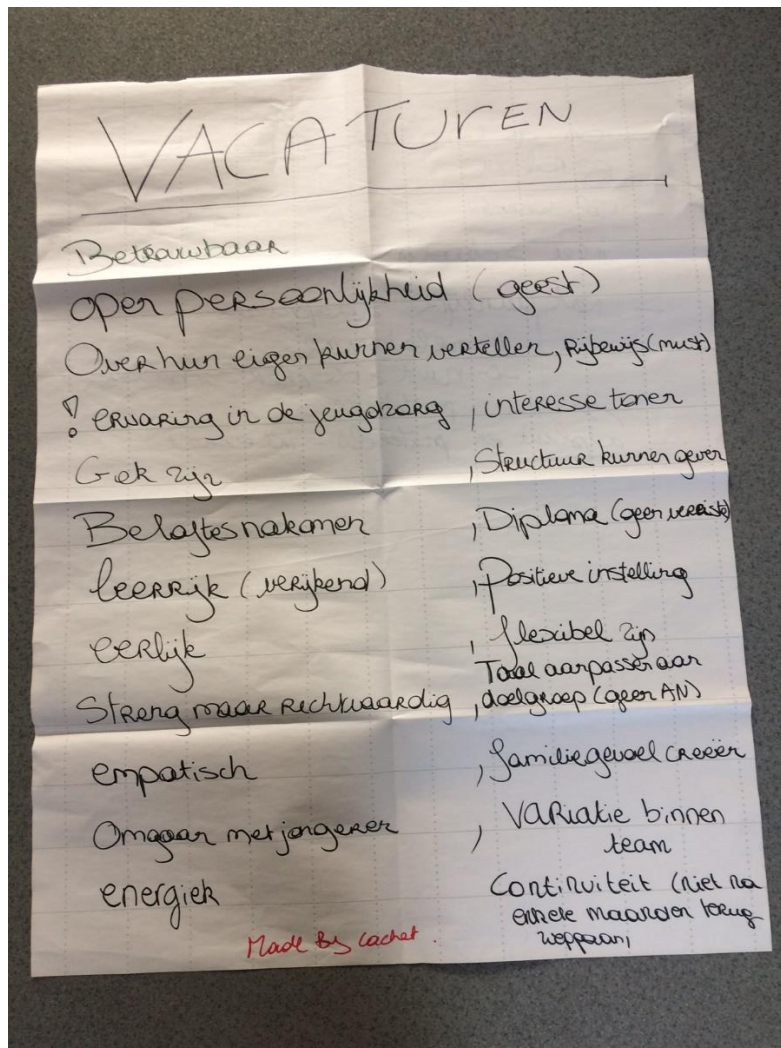 VACATUREN
Betrouwbaar
open persoonlijkheid (geest)
Over hun eigen kunnen vertellen, Rijbewijs (must)
! ervaring in de jeugdzorg , interesse tonen
Gek zijn , Structuur kunnen geven
Beloftes nakomen , Diploma (geen vereiste)
leerrijk (verijkend) , Positieve instelling
eerlijk , flexibel zijn
Taal aanpassen aan
Streng maar rechtvaardig , doelgroep (geen AN)
empatisch , familiegevoel creeër
Omgaan met jongeren , Variatie binnen
team
energiek Continuiteit (niet na
enkele maanden terug
weggaan)
Made By Cachet.